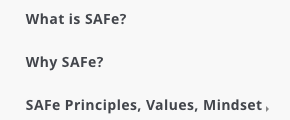 What is SAFe?
Why SAFe?
SAFe Principles, Values, Mindset